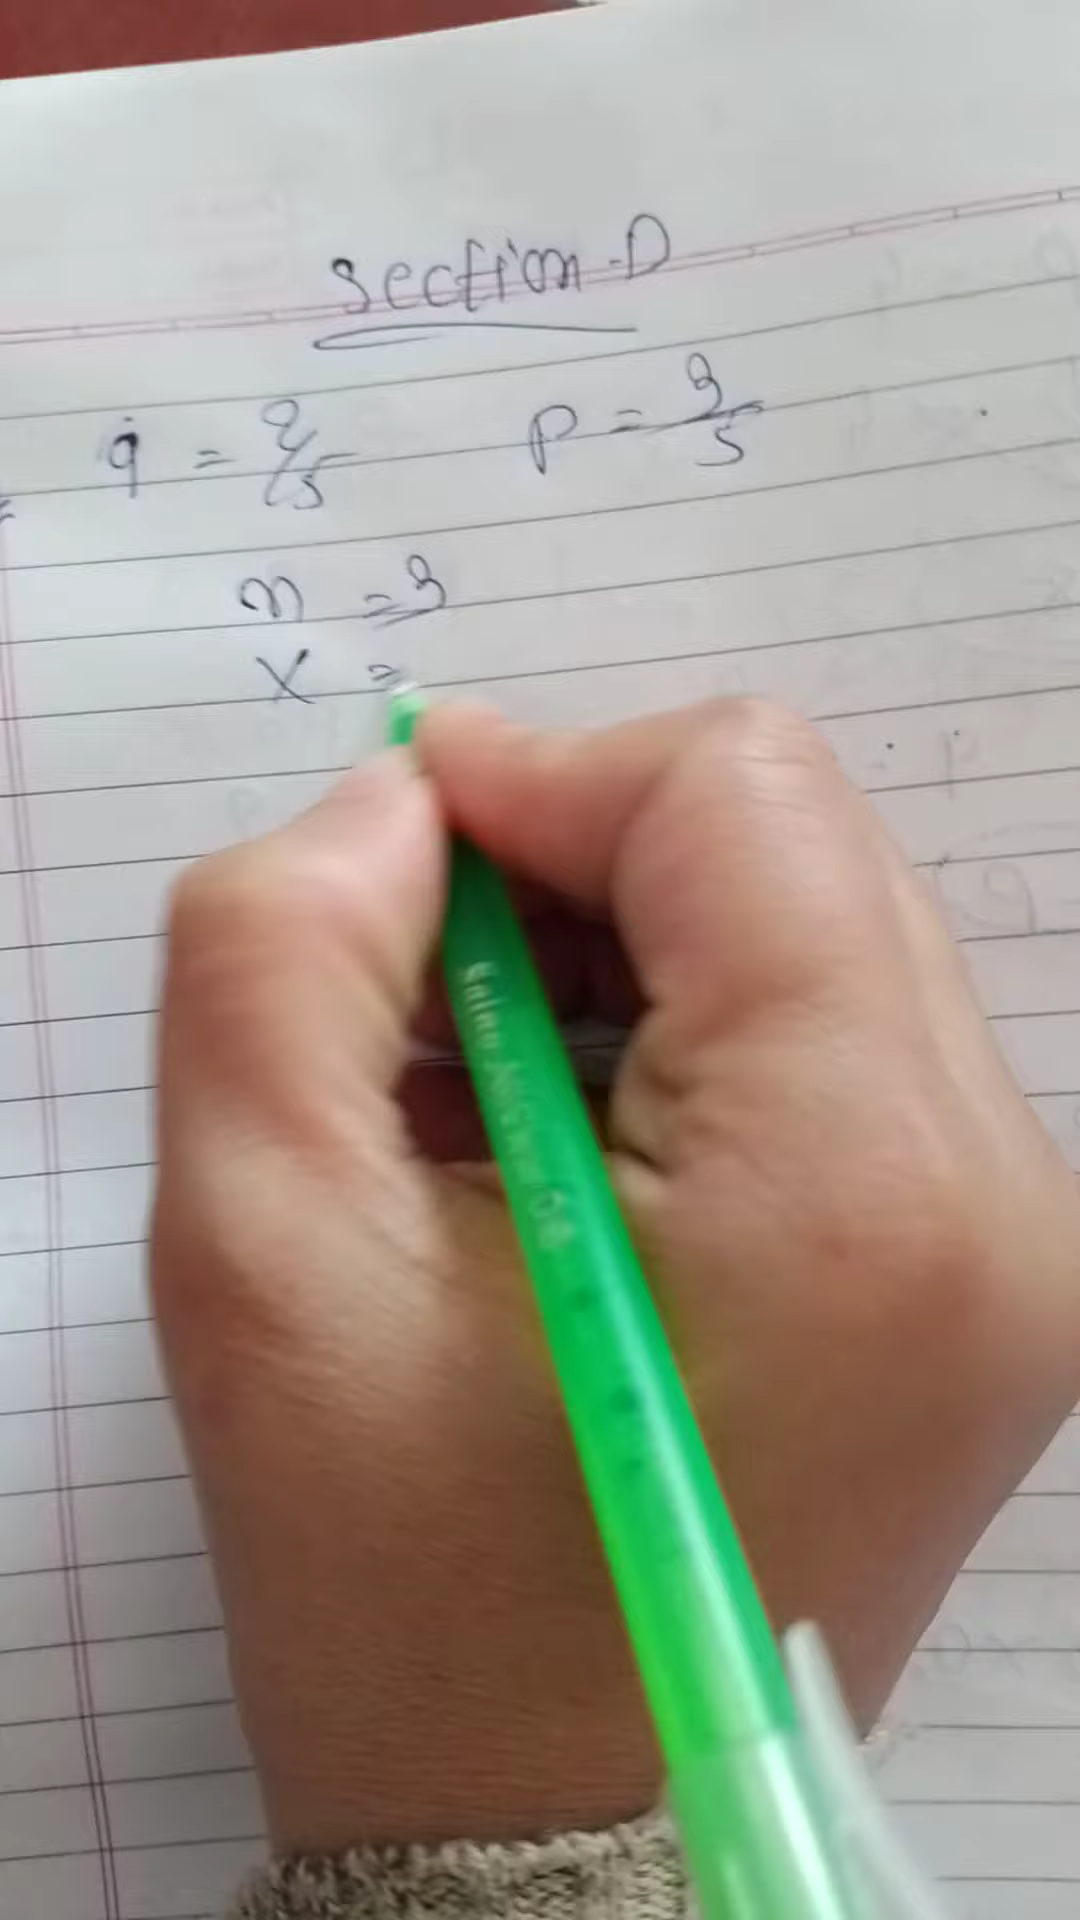 Section-D
q = 2/5 p = 3/5
n = 3
X =